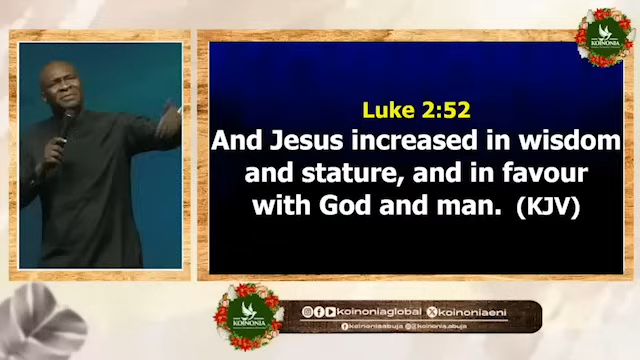 KOINONIA
Luke 2:52
And Jesus increased in wisdom
and stature, and in favour
with God and man. (KJV)
KOINONIA
koinoniaglobal koinoniaeni
koinoniaabuja koinonia.abuja